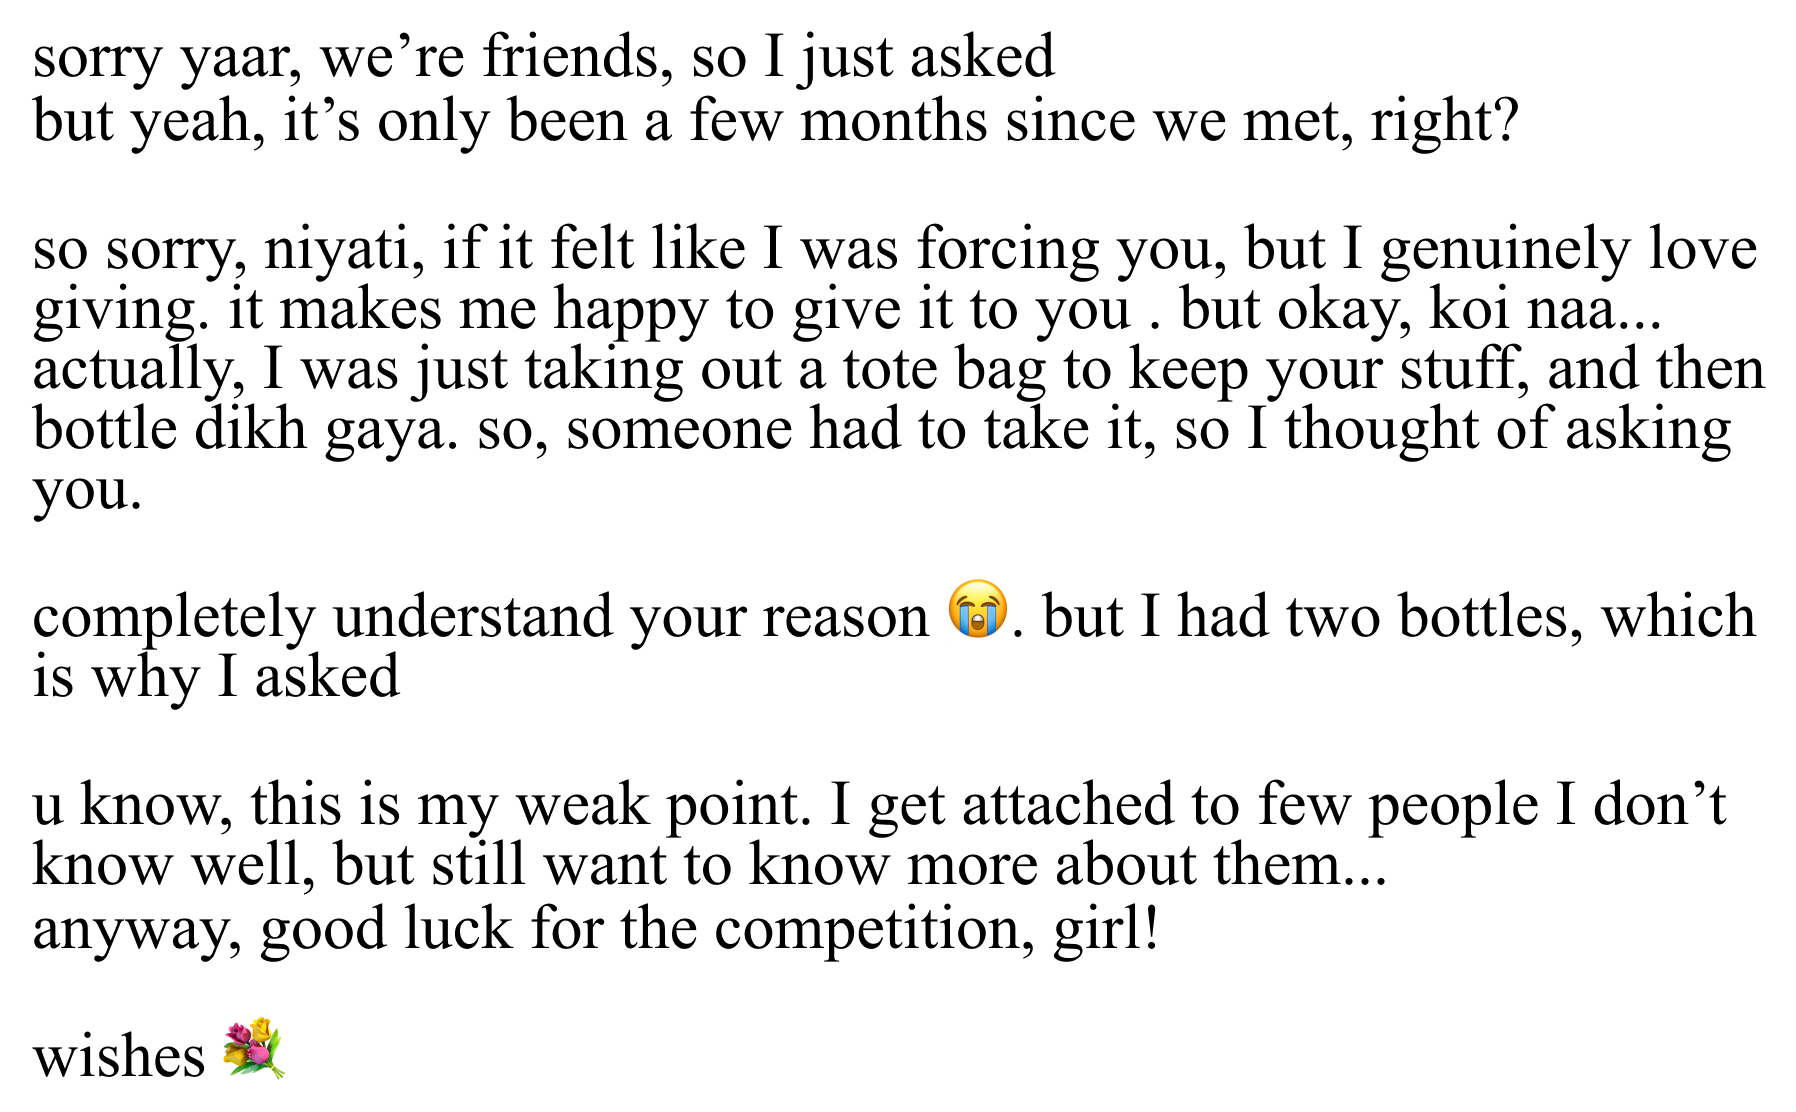 sorry yaar, we’re friends, so I just asked
but yeah, it’s only been a few months since we met, right?
so sorry, niyati, if it felt like I was forcing you, but I genuinely love
giving. it makes me happy to give it to you . but okay, koi naa...
actually, I was just taking out a tote bag to keep your stuff, and then
bottle dikh gaya. so, someone had to take it, so I thought of asking
you.
completely understand your reason 😭. but I had two bottles, which
is why I asked
u know, this is my weak point. I get attached to few people I don’t
know well, but still want to know more about them...
anyway, good luck for the competition, girl!
wishes 💐